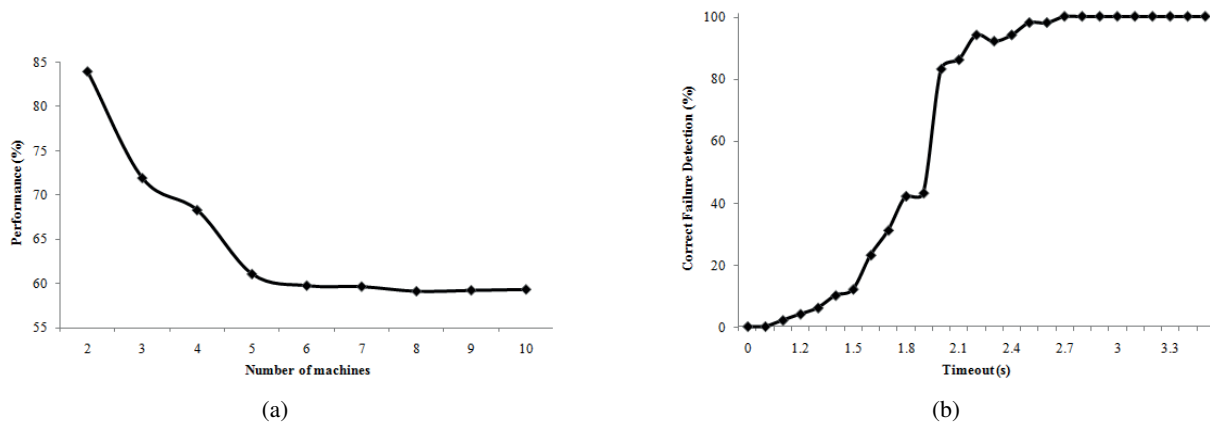 85
80
75
70
65
60
55
Performance (%)
2 3 4 5 6 7 8 9 10
Number of machines
(a)
100
80
60
40
20
0
Correct Failure Detection (%)
0 1.2 1.5 1.8 2.1 2.4 2.7 3 3.3
Timeout (s)
(b)